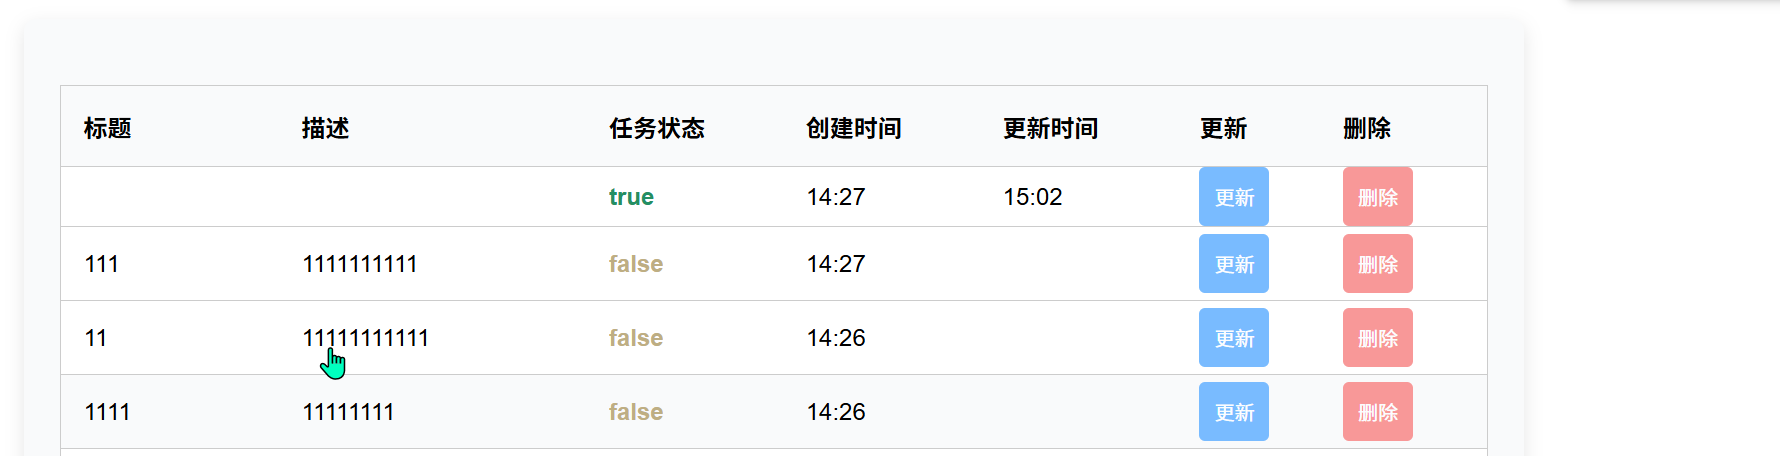 标题 描述 任务状态 创建时间 更新时间 更新 删除
true 14:27 15:02 更新 删除
111 1111111111 false 14:27 更新 删除
11 11111111111 false 14:26 更新 删除
1111 11111111 false 14:26 更新 删除